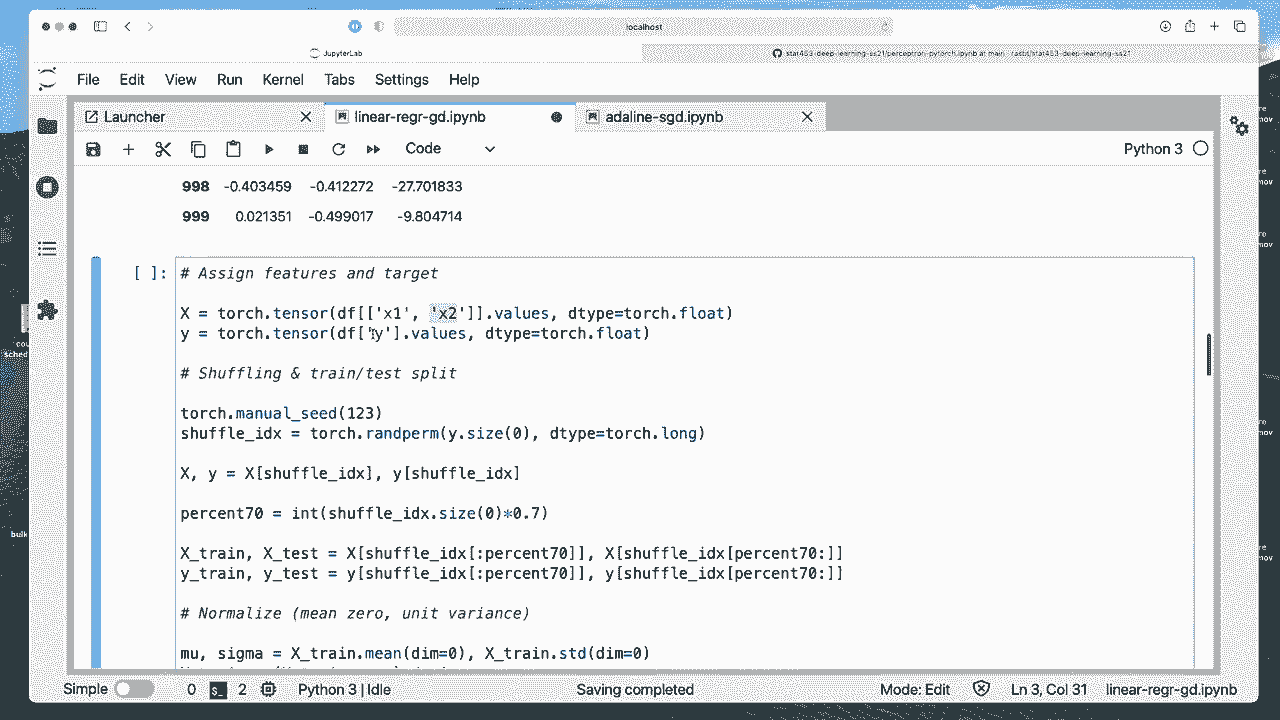 localhost
JupyterLab
stat453-deep-learning-ss21/perceptron-pytorch.ipynb at main
File Edit View Run Kernel Tabs Settings Help
Launcher linear-regr-gd.ipynb adaline-sgd.ipynb
Code Python 3
998 -0.403459 -0.412272 -27.701833
999 0.021351 -0.499017 -9.804714
[ ]: # Assign features and target
X = torch.tensor(df[['x1', 'x2']].values, dtype=torch.float)
y = torch.tensor(df['y'].values, dtype=torch.float)
# Shuffling & train/test split
torch.manual_seed(123)
shuffle_idx = torch.randperm(y.size(0), dtype=torch.long)
X, y = X[shuffle_idx], y[shuffle_idx]
percent70 = int(shuffle_idx.size(0)*0.7)
X_train, X_test = X[shuffle_idx[:percent70]], X[shuffle_idx[percent70:]]
y_train, y_test = y[shuffle_idx[:percent70]], y[shuffle_idx[percent70:]]
# Normalize (mean zero, unit variance)
mu, sigma = X_train.mean(dim=0), X_train.std(dim=0)
Simple 0 2 Python 3 | Idle Saving completed Mode: Edit Ln 3, Col 31 linear-regr-gd.ipynb